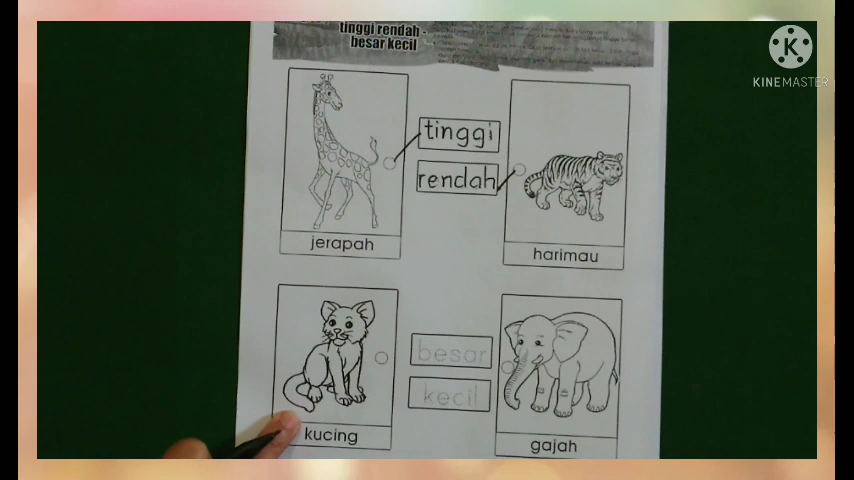 tinggi rendah -
besar kecil
KINEMASTER
tinggi
rendah
jerapah
harimau
besar
kecil
kucing
gajah